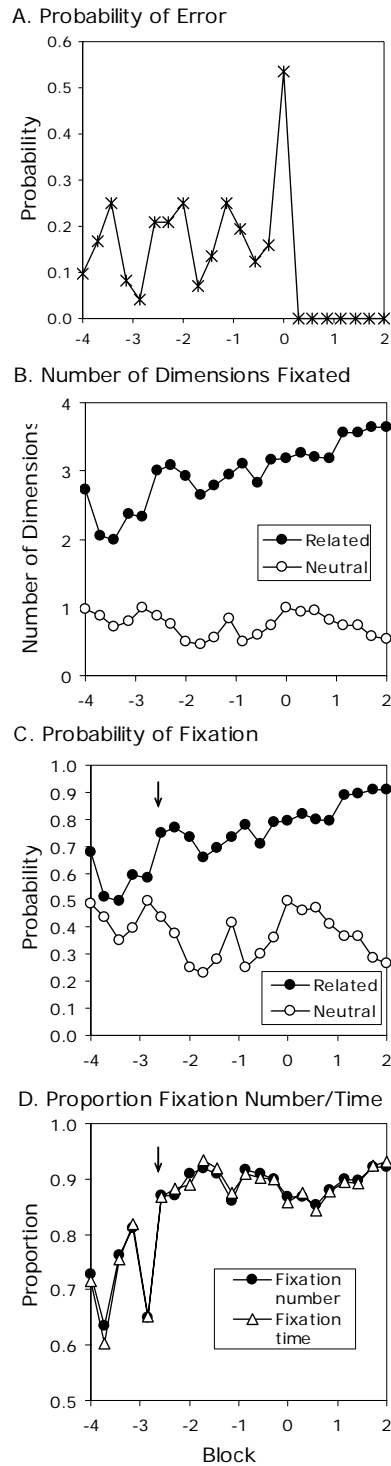 A. Probability of Error
Probability
0.6
0.5
0.4
0.3
0.2
0.1
0.0
-4 -3 -2 -1 0 1 2
B. Number of Dimensions Fixated
Number of Dimensions
4
3
2
1
0
Related
Neutral
-4 -3 -2 -1 0 1 2
C. Probability of Fixation
Probability
1.0
0.9
0.8
0.7
0.6
0.5
0.4
0.3
0.2
0.1
0.0
Related
Neutral
-4 -3 -2 -1 0 1 2
D. Proportion Fixation Number/Time
Proportion
1.0
0.9
0.8
0.7
0.6
0.5
Fixation
number
Fixation
time
-4 -3 -2 -1 0 1 2
Block